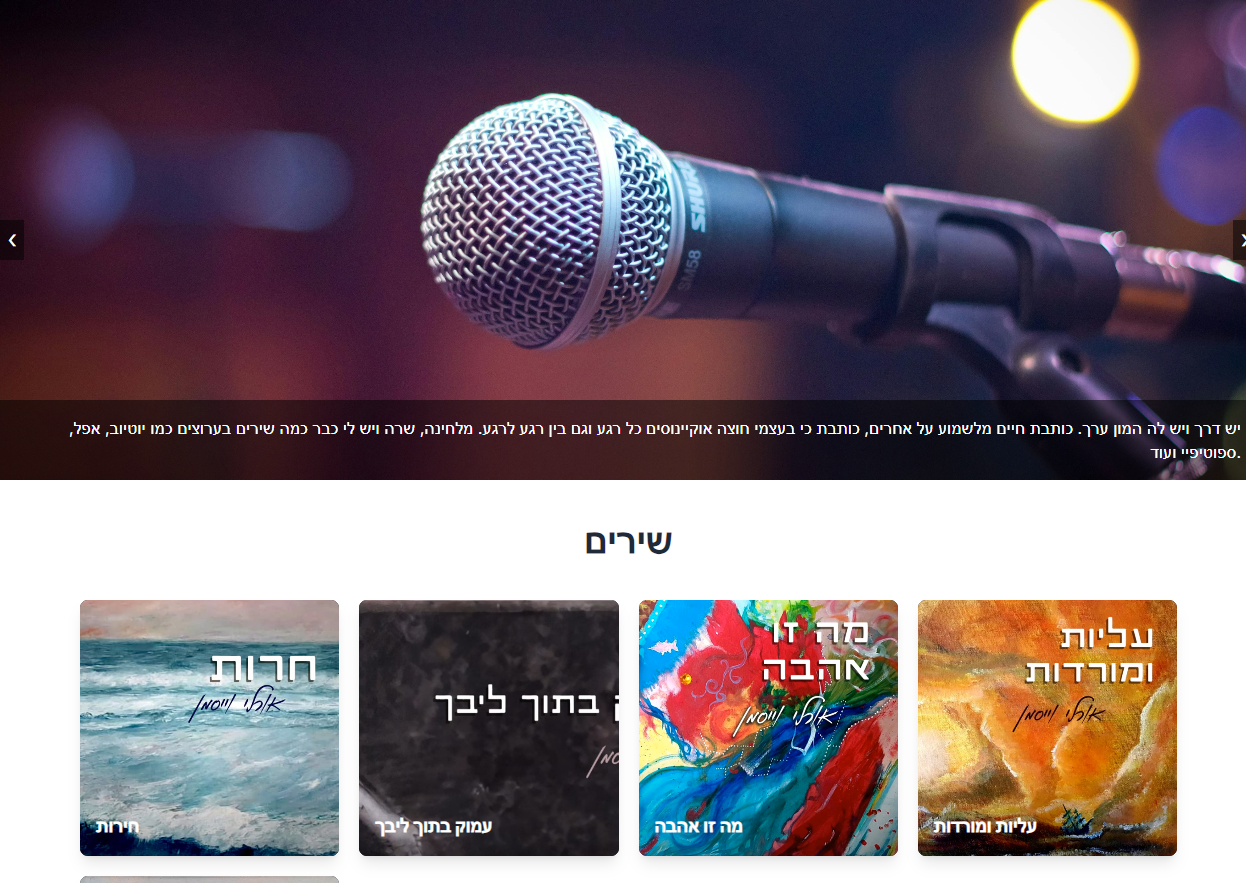 SHURE
SM58
יש דרך ויש לה המון ערך. כותבת חיים מלשמוע על אחרים, כותבת כי בעצמי חוצה אוקיינוסים כל רגע וגם בין רגע לרגע. מלחינה, שרה ויש לי כבר כמה שירים בערוצים כמו יוטיוב, אפל,
.ספוטיפיי ועוד
שירים
עליות
ומורדות
אורלי וייסמן
עליות ומורדות
מה זו
אהבה
אורלי וייסמן
מה זו אהבה
בתוך ליבך
עמוק בתוך ליבך
חרות
אורלי וייסמן
חירות